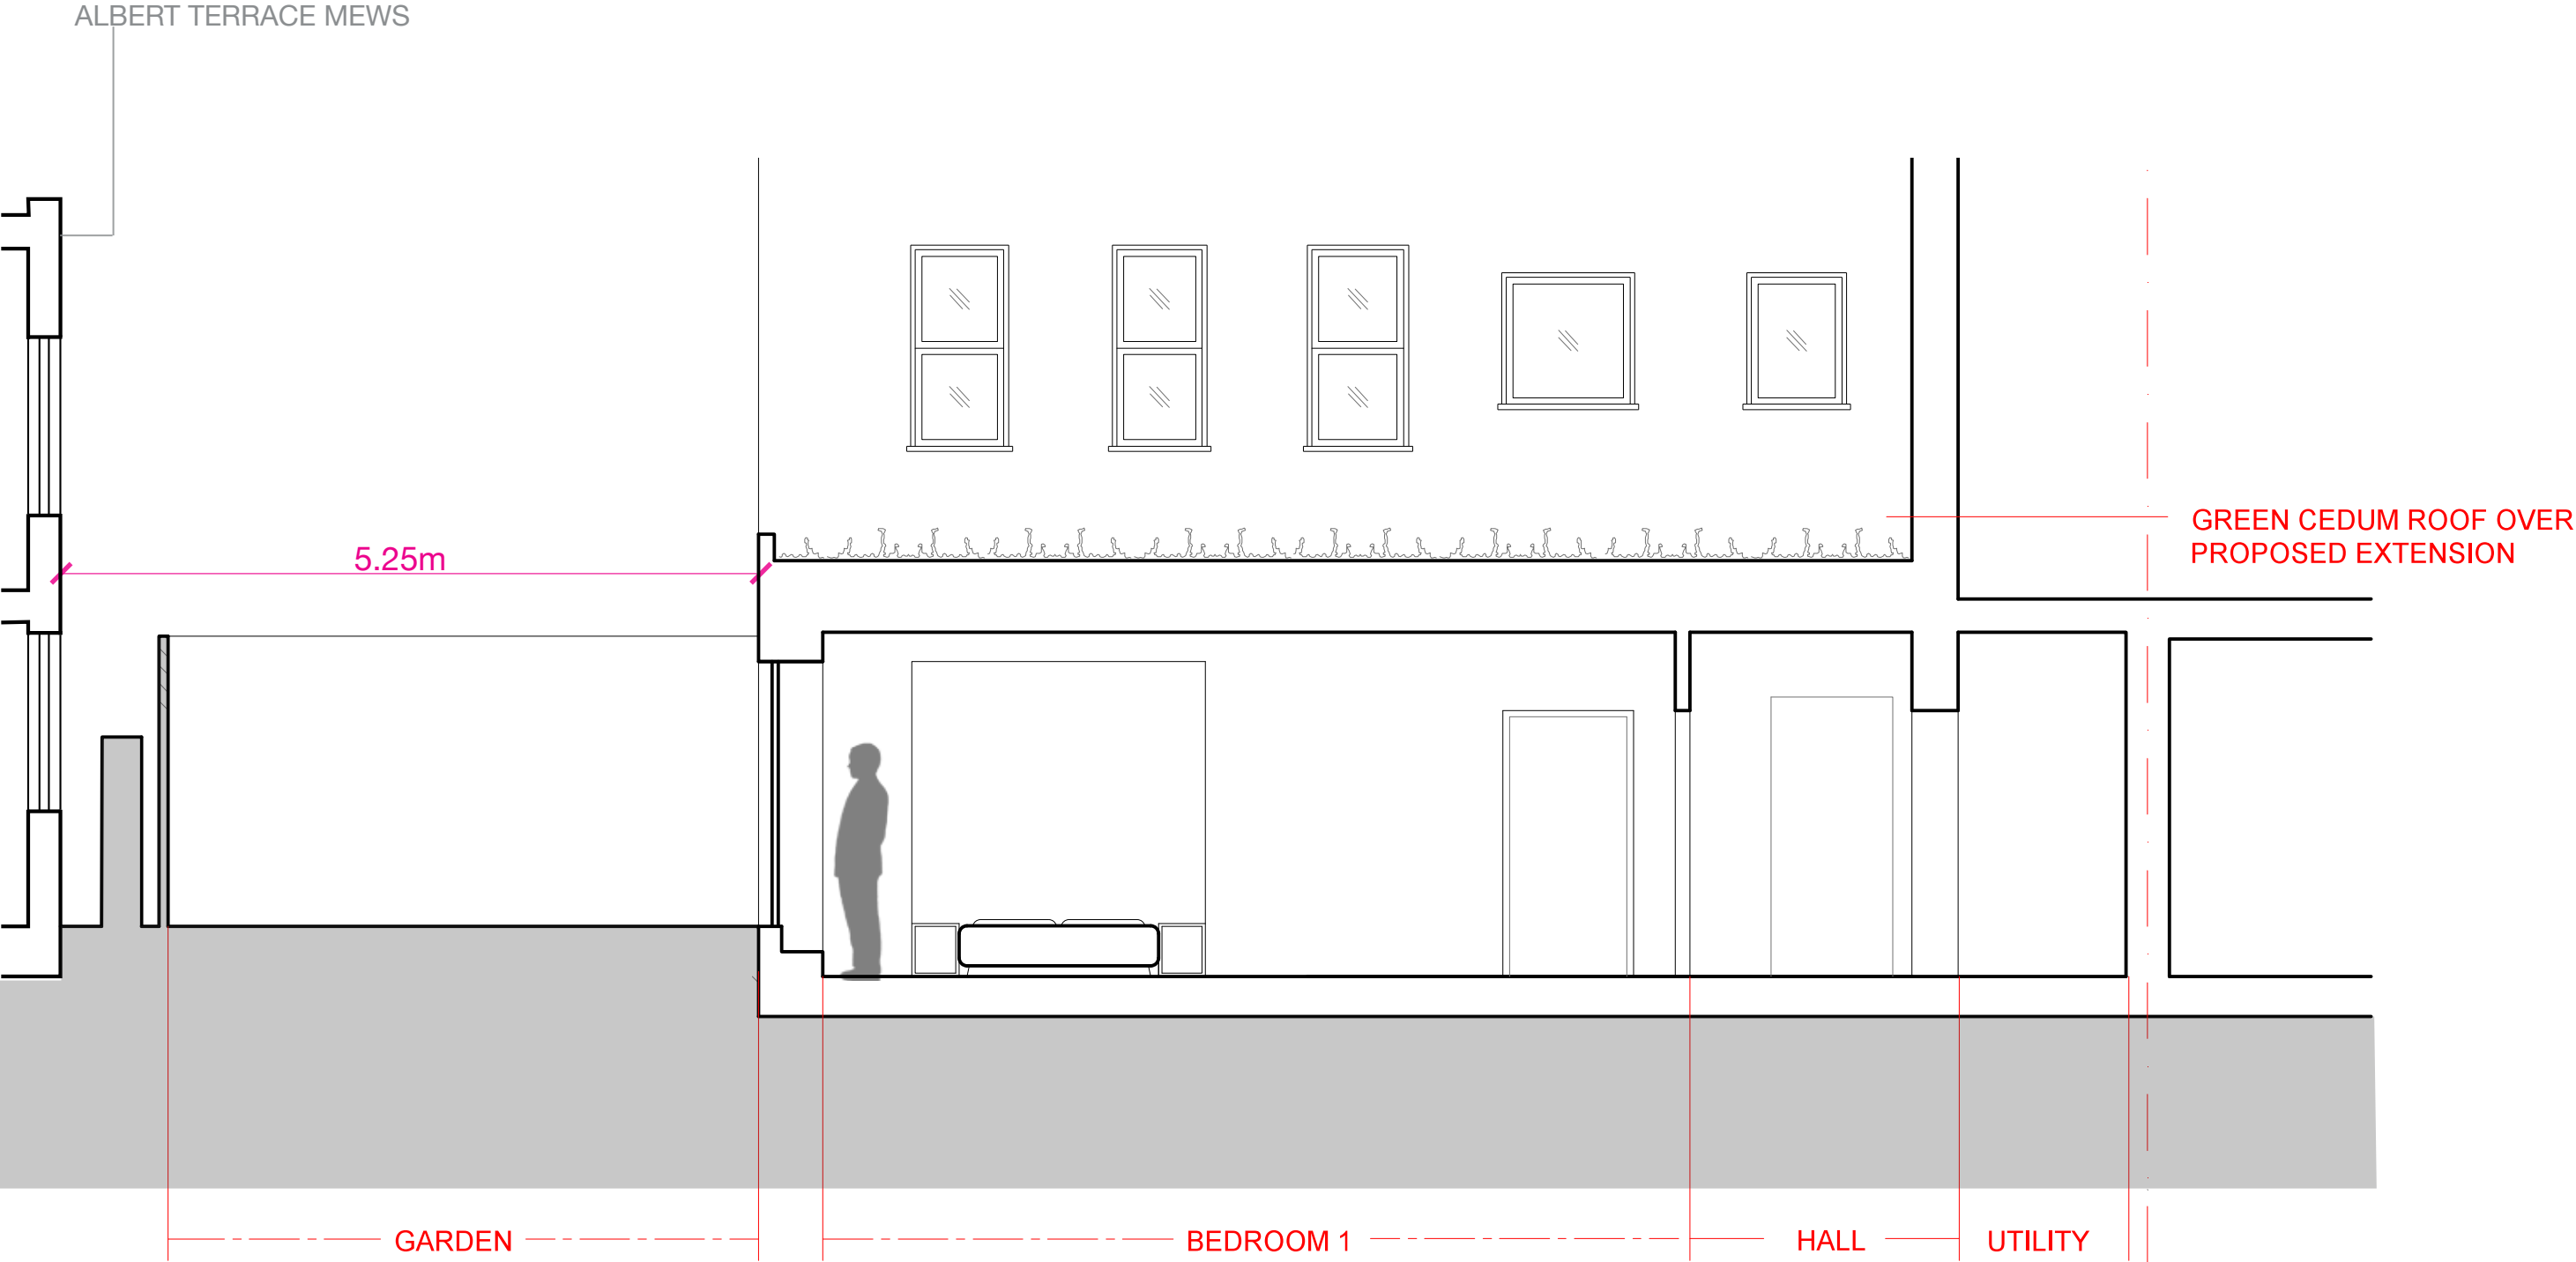 ALBERT TERRACE MEWS
5.25m
GREEN CEDUM ROOF OVER
PROPOSED EXTENSION
GARDEN
BEDROOM 1
HALL
UTILITY